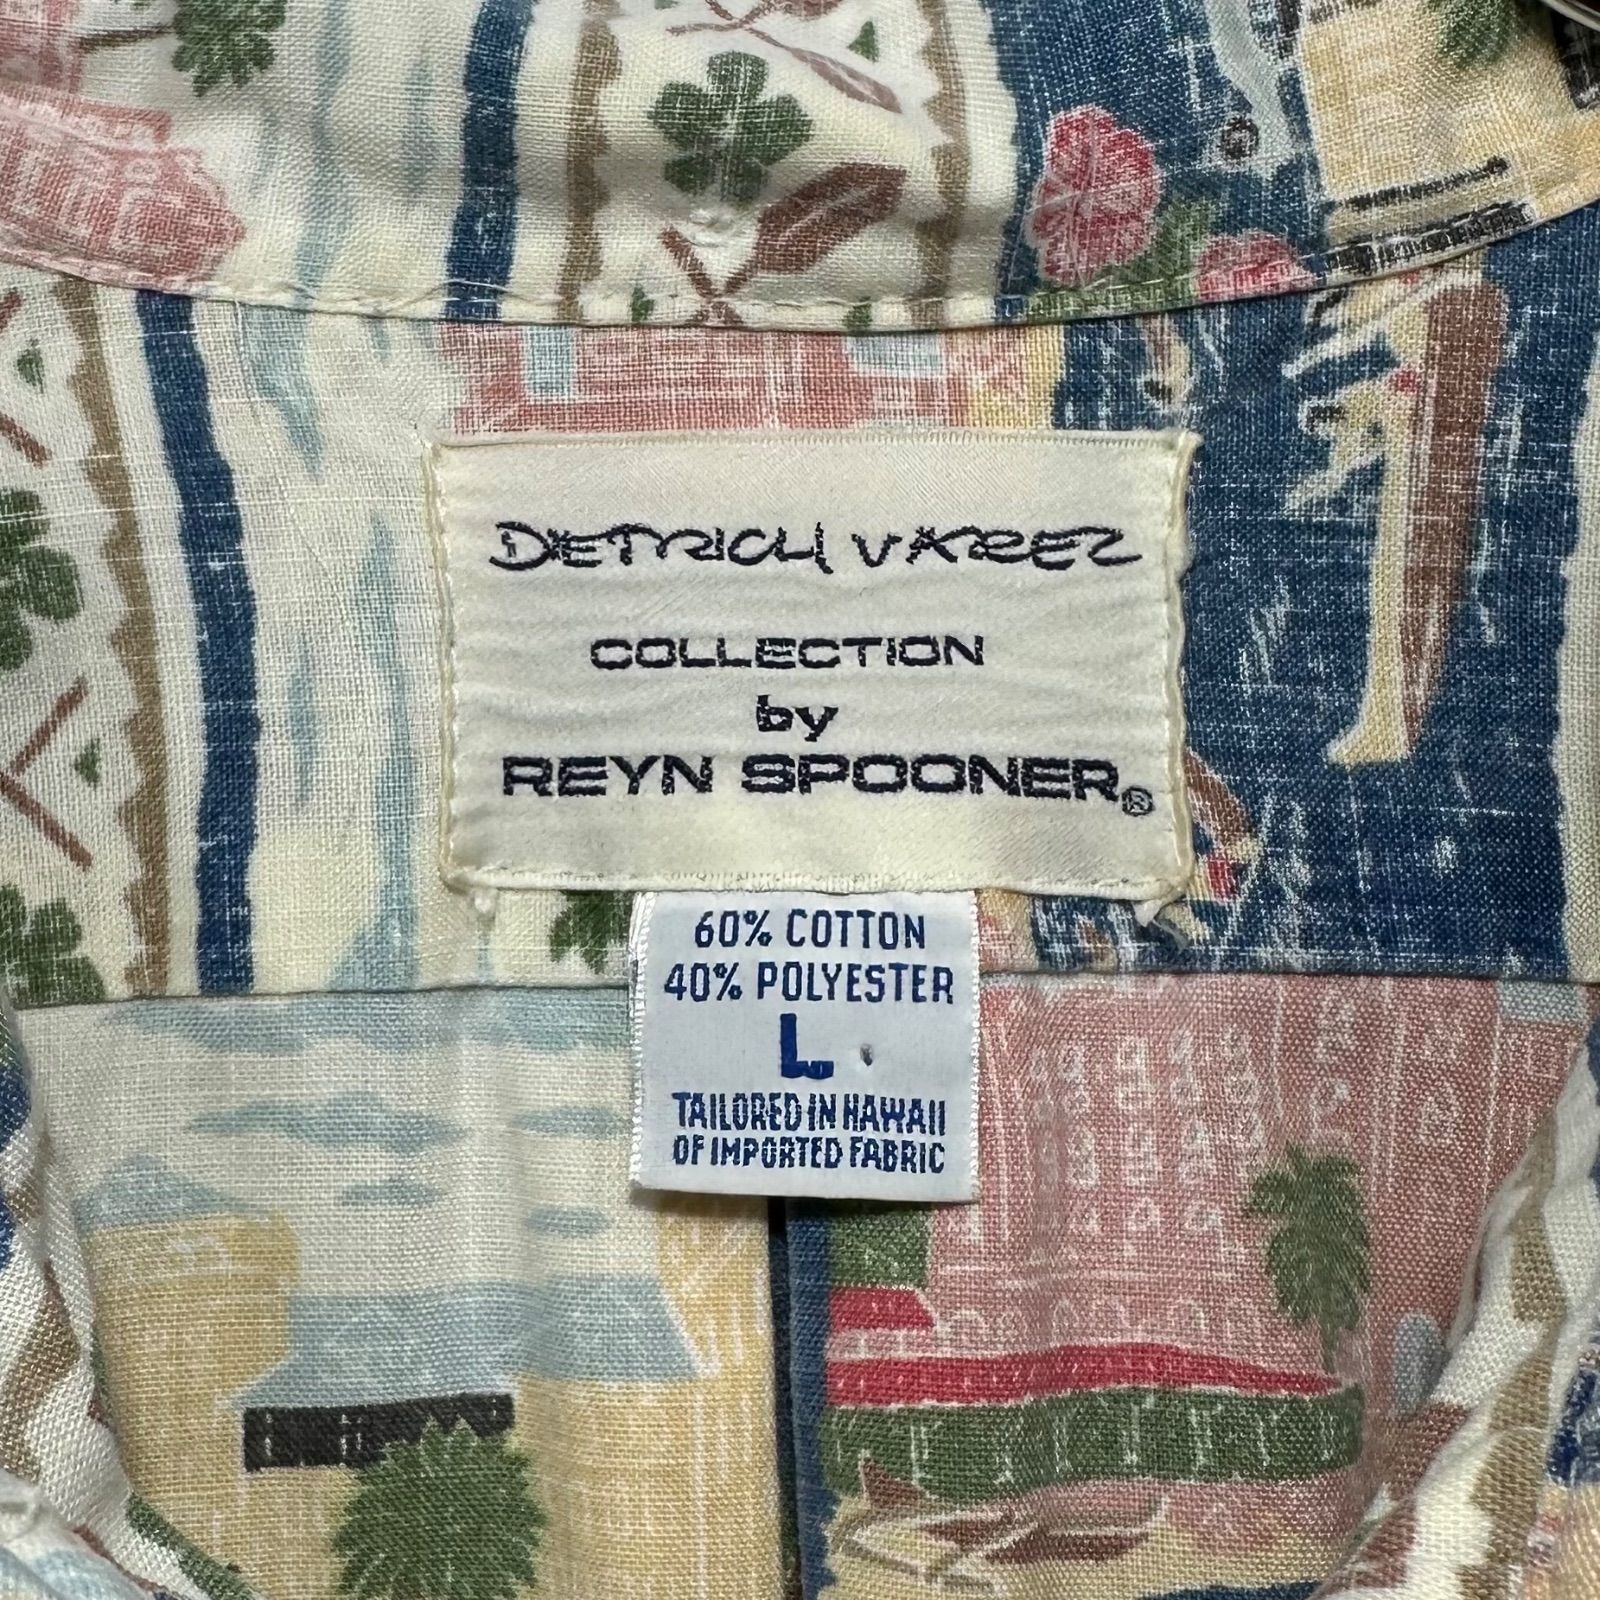 DIETRICH VAREZ
COLLECTION
by
REYN SPOONER®
60% COTTON
40% POLYESTER
L
TAILORED IN HAWAII
OF IMPORTED FABRIC